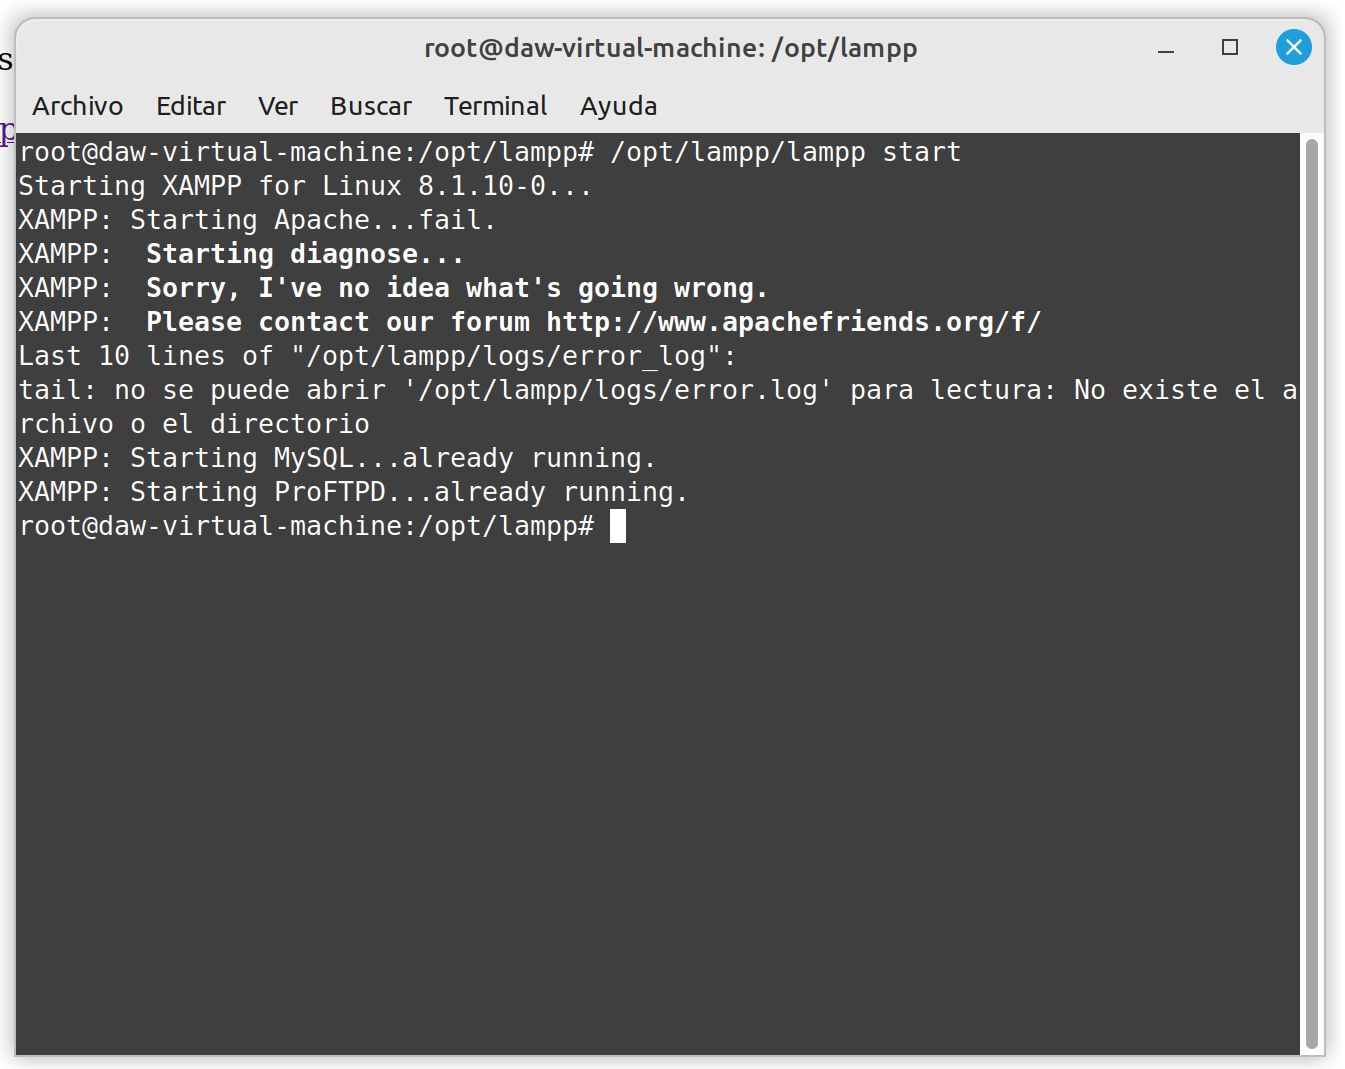 s
root@daw-virtual-machine: /opt/lampp
Archivo Editar Ver Buscar Terminal Ayuda
p
root@daw-virtual-machine:/opt/lampp# /opt/lampp/lampp start
Starting XAMPP for Linux 8.1.10-0...
XAMPP: Starting Apache...fail.
XAMPP:  Starting diagnose...
XAMPP:  Sorry, I've no idea what's going wrong.
XAMPP:  Please contact our forum http://www.apachefriends.org/f/
Last 10 lines of "/opt/lampp/logs/error_log":
tail: no se puede abrir '/opt/lampp/logs/error.log' para lectura: No existe el a
rchivo o el directorio
XAMPP: Starting MySQL...already running.
XAMPP: Starting ProFTPD...already running.
root@daw-virtual-machine:/opt/lampp#